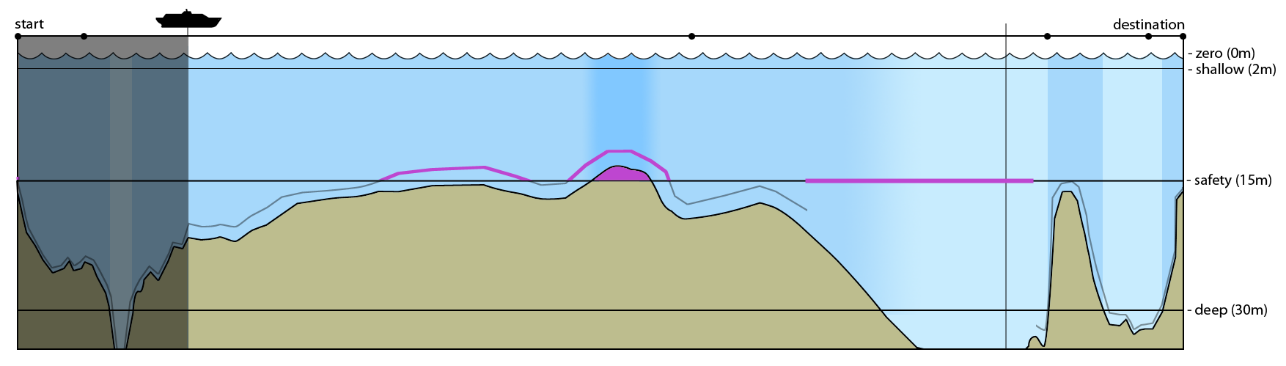 start
destination
- zero (0m)
- shallow (2m)
- safety (15m)
- deep (30m)